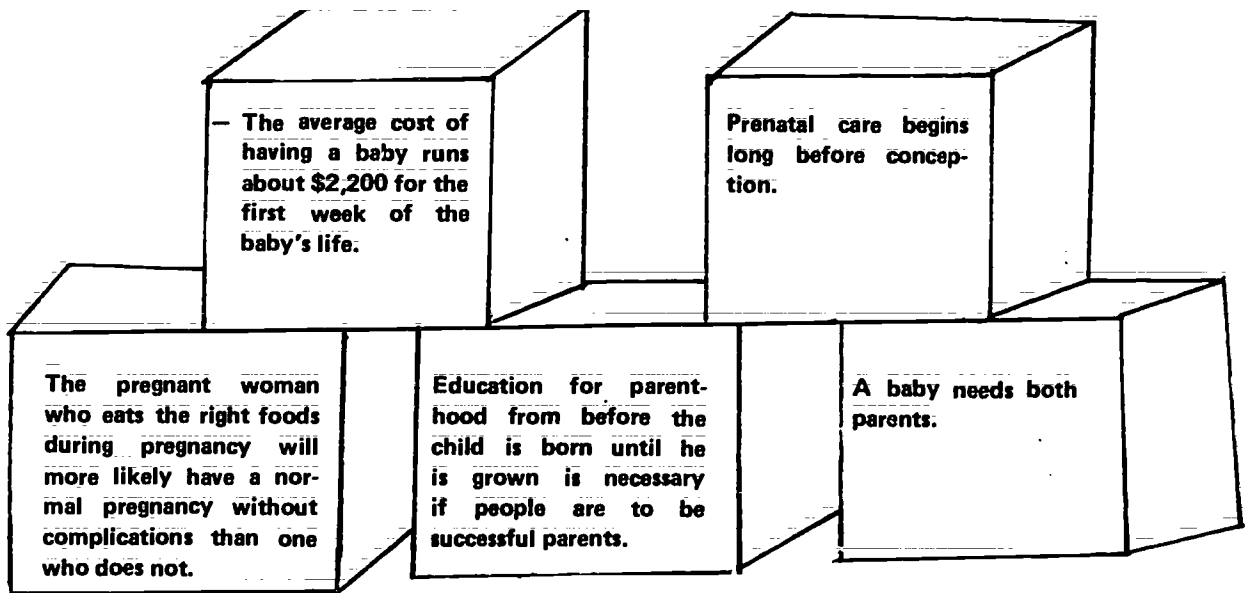 – The average cost of
having a baby runs
about $2,200 for the
first week of the
baby's life.
Prenatal care begins
long before concep-
tion.
The pregnant woman
who eats the right foods
during pregnancy will
more likely have a nor-
mal pregnancy without
complications than one
who does not.
Education for parent-
hood from before the
child is born until he
is grown is necessary
if people are to be
successful parents.
A baby needs both
parents.